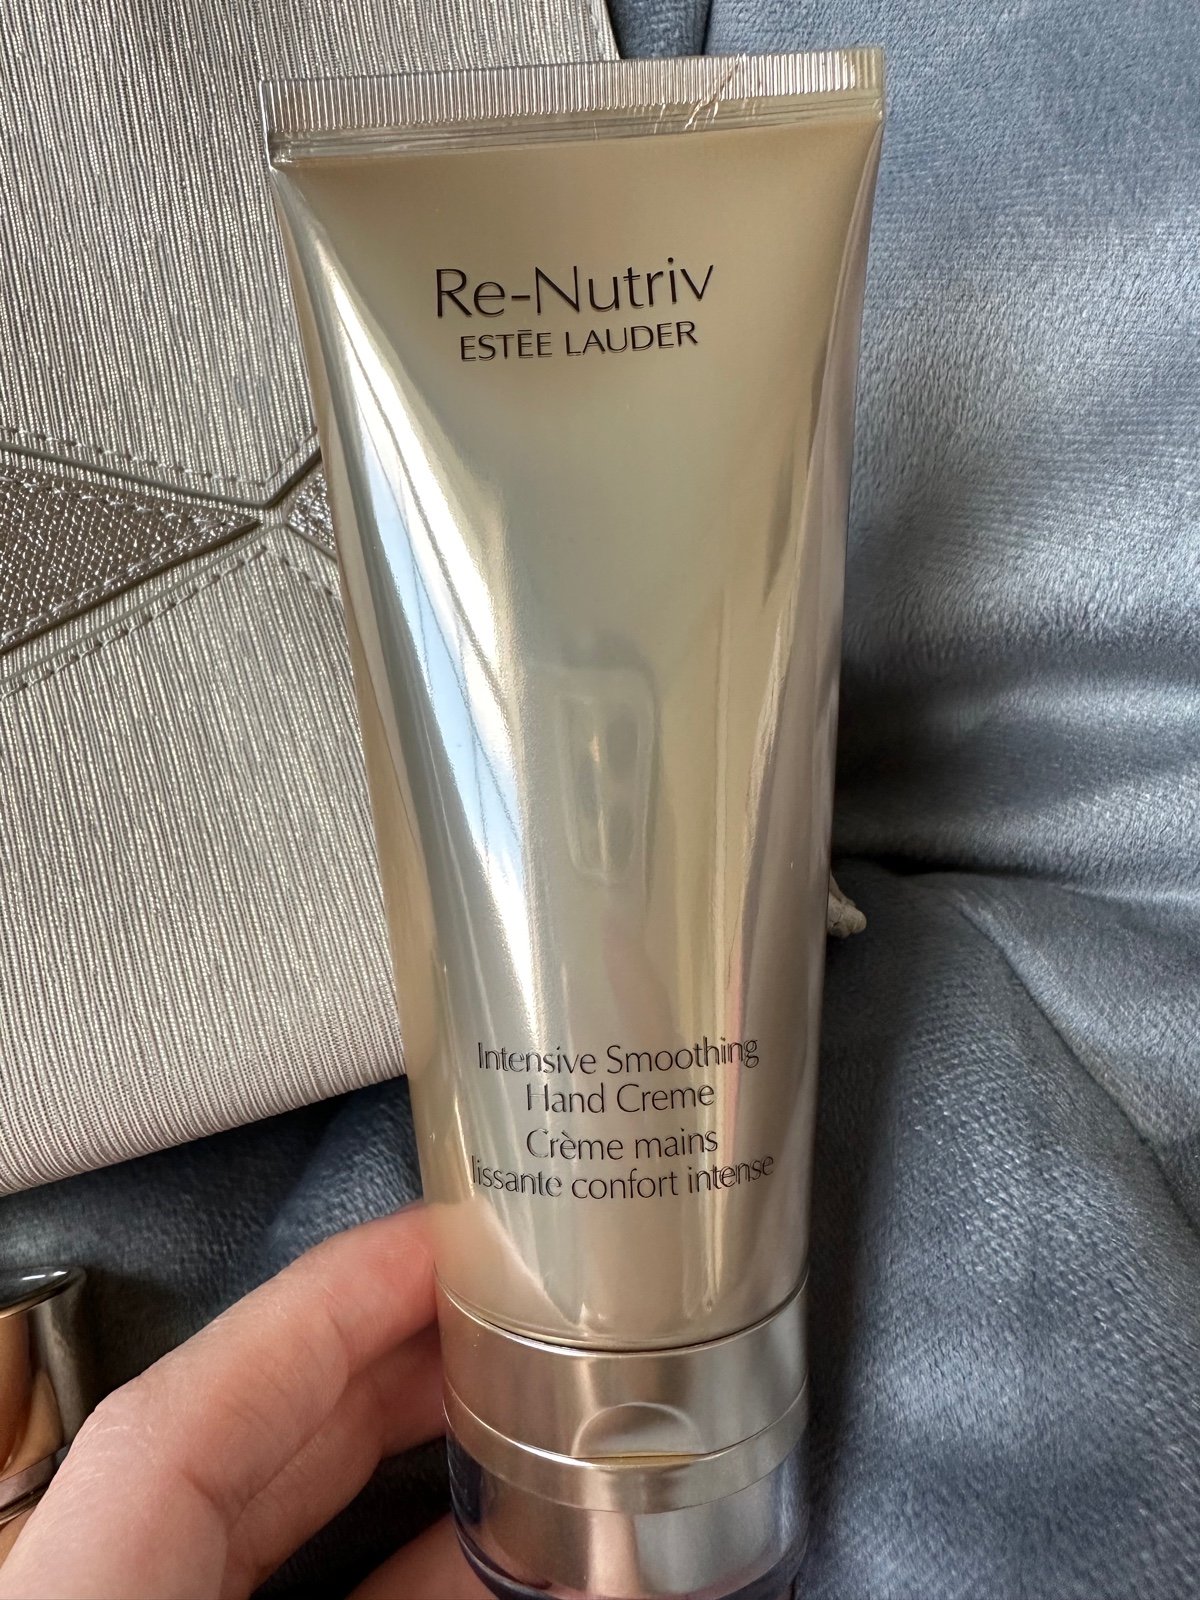 Re-Nutriv
ESTĒE LAUDER
Intensive Smoothing
Hand Creme
Crème mains
lissante confort intense